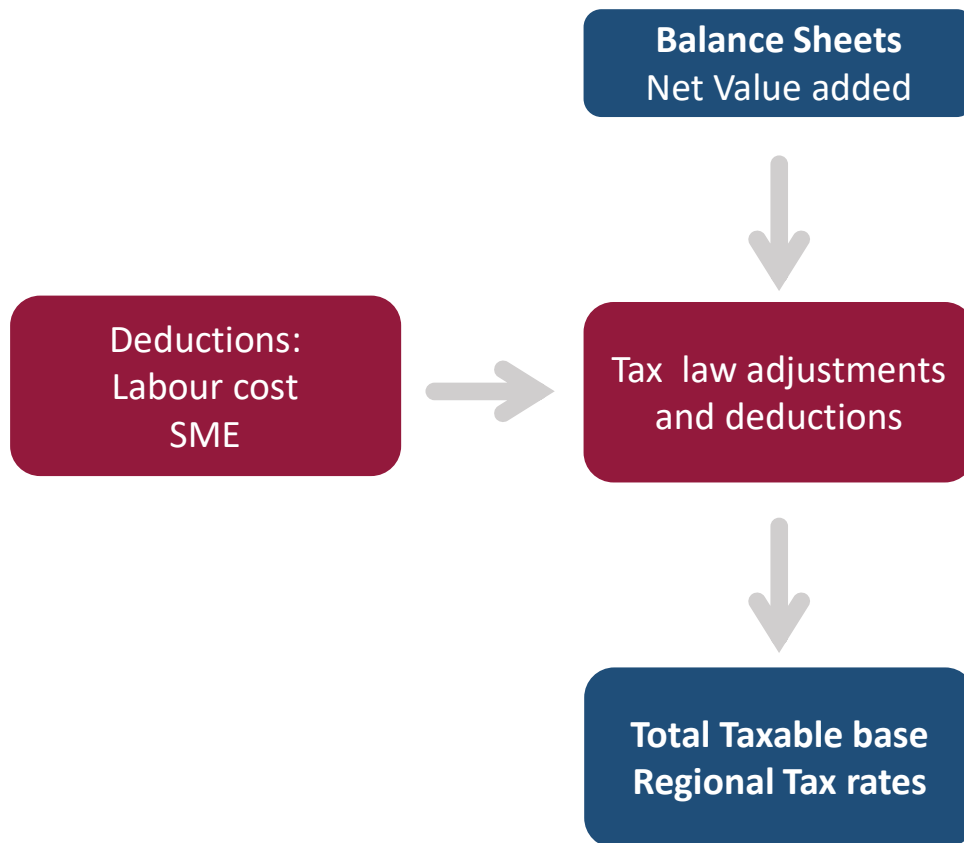 Balance Sheets
Net Value added
Deductions:
Labour cost
SME
Tax  law adjustments
and deductions
Total Taxable base
Regional Tax rates